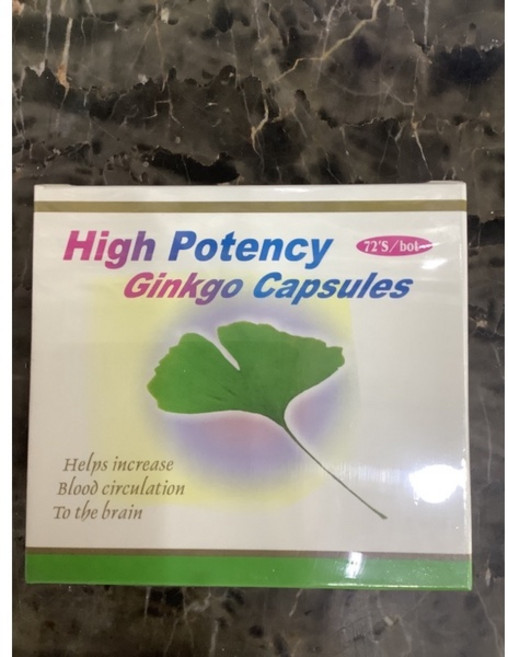 High Potency 72'S/bot
Ginkgo Capsules
Helps increase
Blood circulation
To the brain